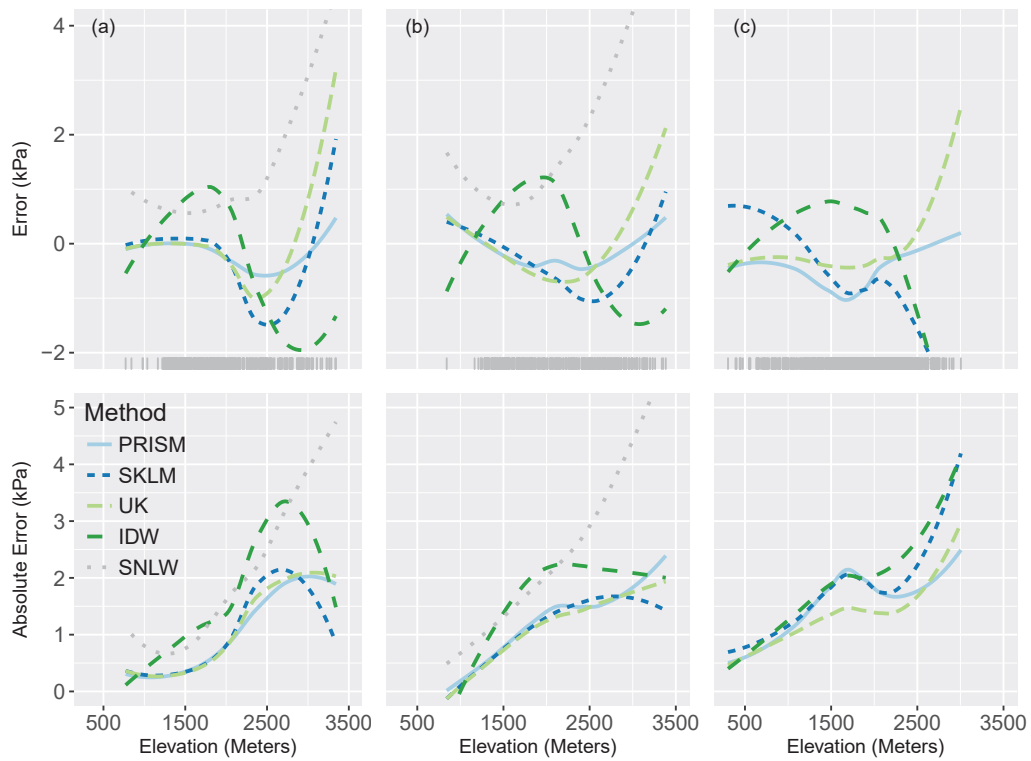 (a) (b) (c)
4
2
0
−2
Error (kPa)
Method
PRISM
SKLM
UK
IDW
SNLW
5
4
3
2
1
0
Absolute Error (kPa)
500 1500 2500 3500 500 1500 2500 3500 500 1500 2500 3500
Elevation (Meters) Elevation (Meters) Elevation (Meters)